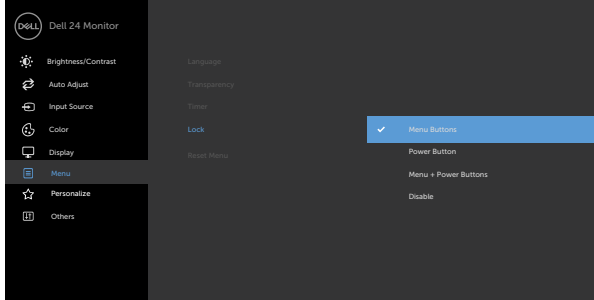 DELL Dell 24 Monitor
Brightness/Contrast
Auto Adjust
Input Source
Color
Display
Menu
Personalize
Others
Language
Transparency
Timer
Lock
Reset Menu
Menu Buttons
Power Button
Menu + Power Buttons
Disable